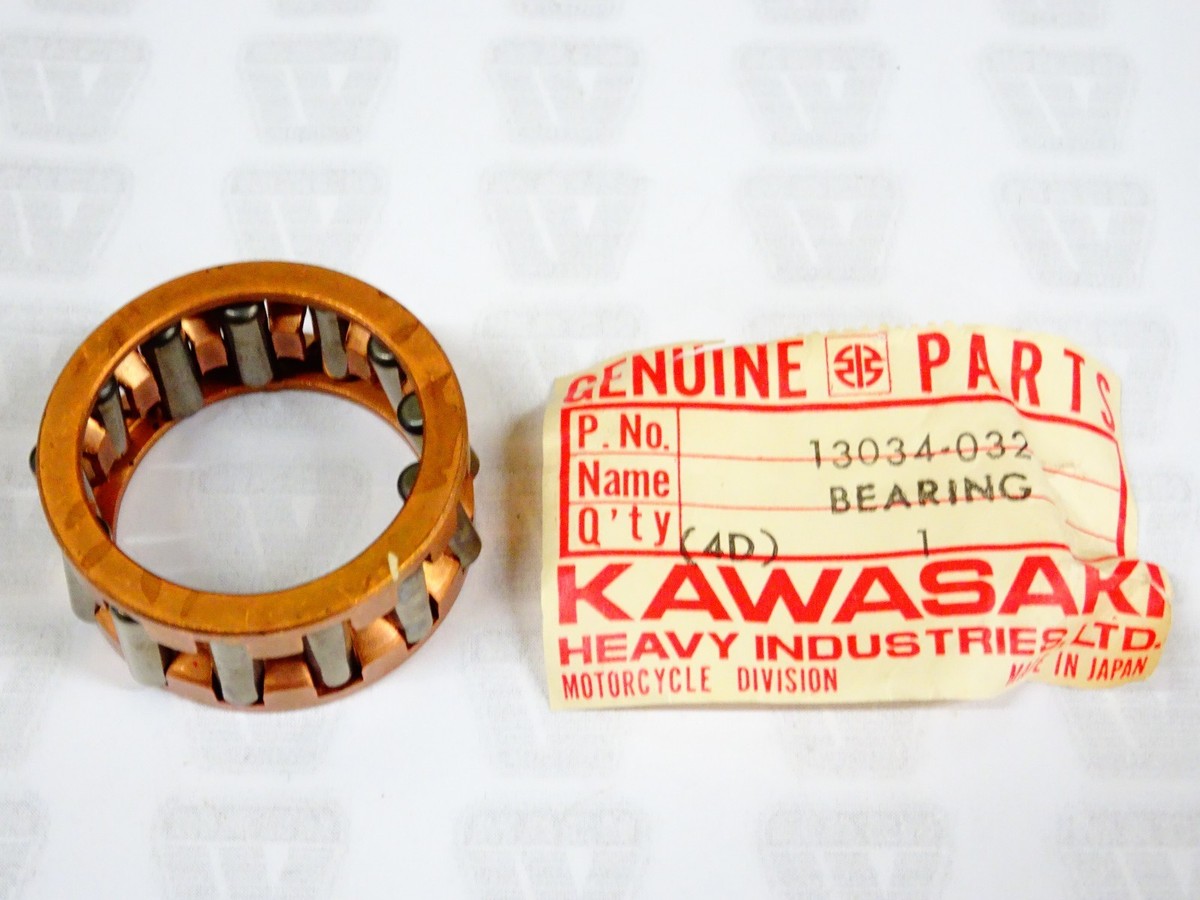 GENUINE PARTS
P. No. 13034-032
Name BEARING
Q'ty (4D) 1
KAWASAKI
HEAVY INDUSTRIES LTD.
MOTORCYCLE DIVISION
IN JAPAN